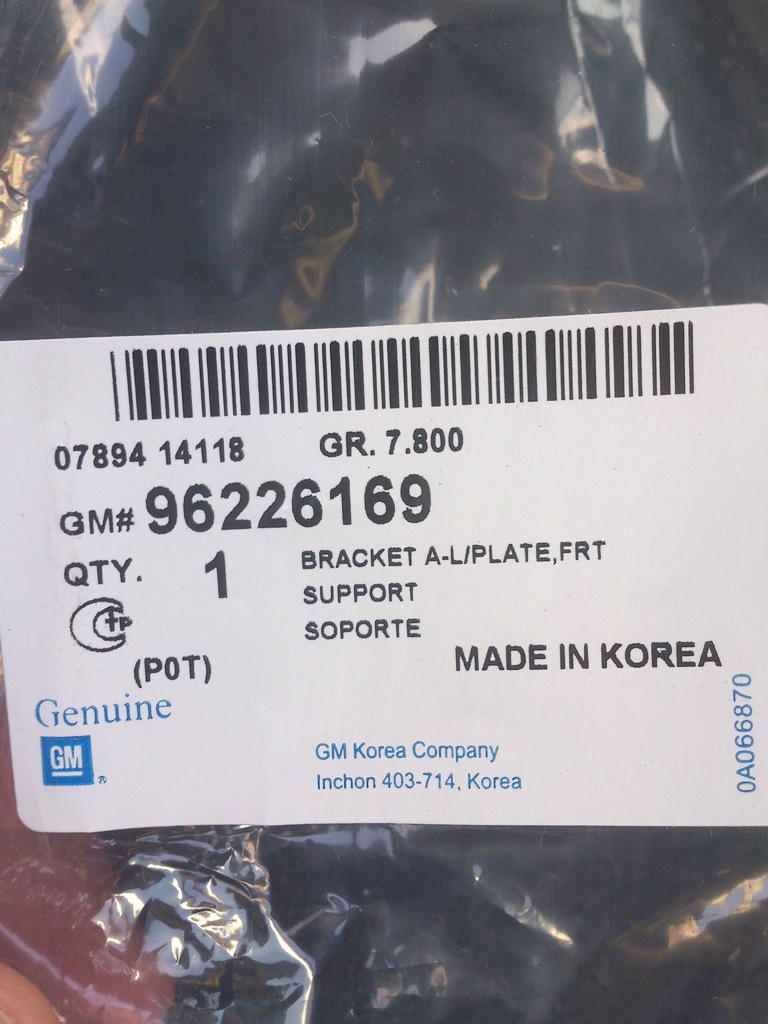 07894 14118 GR. 7.800
GM# 96226169
QTY. 1 BRACKET A-L/PLATE,FRT
SUPPORT
SOPORTE
(P0T) MADE IN KOREA
Genuine
GM
®
GM Korea Company
Inchon 403-714, Korea
0A066870